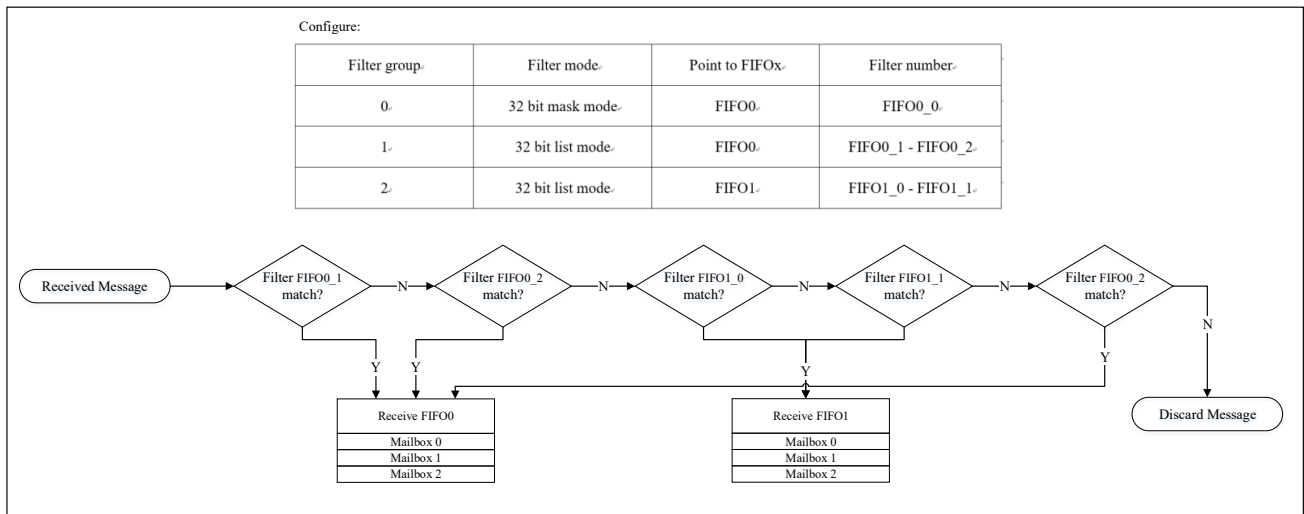 Configure:
Filter group Filter mode Point to FIFOx Filter number
0 32 bit mask mode FIFO0 FIFO0_0
1 32 bit list mode FIFO0 FIFO0_1 - FIFO0_2
2 32 bit list mode FIFO1 FIFO1_0 - FIFO1_1
Received Message
Filter FIFO0_1
match?
N
Filter FIFO0_2
match?
N
Filter FIFO1_0
match?
N
Filter FIFO1_1
match?
N
Filter FIFO0_2
match?
N
Y
Y
Y
Y
Receive FIFO0
Mailbox 0
Mailbox 1
Mailbox 2
Receive FIFO1
Mailbox 0
Mailbox 1
Mailbox 2
Discard Message